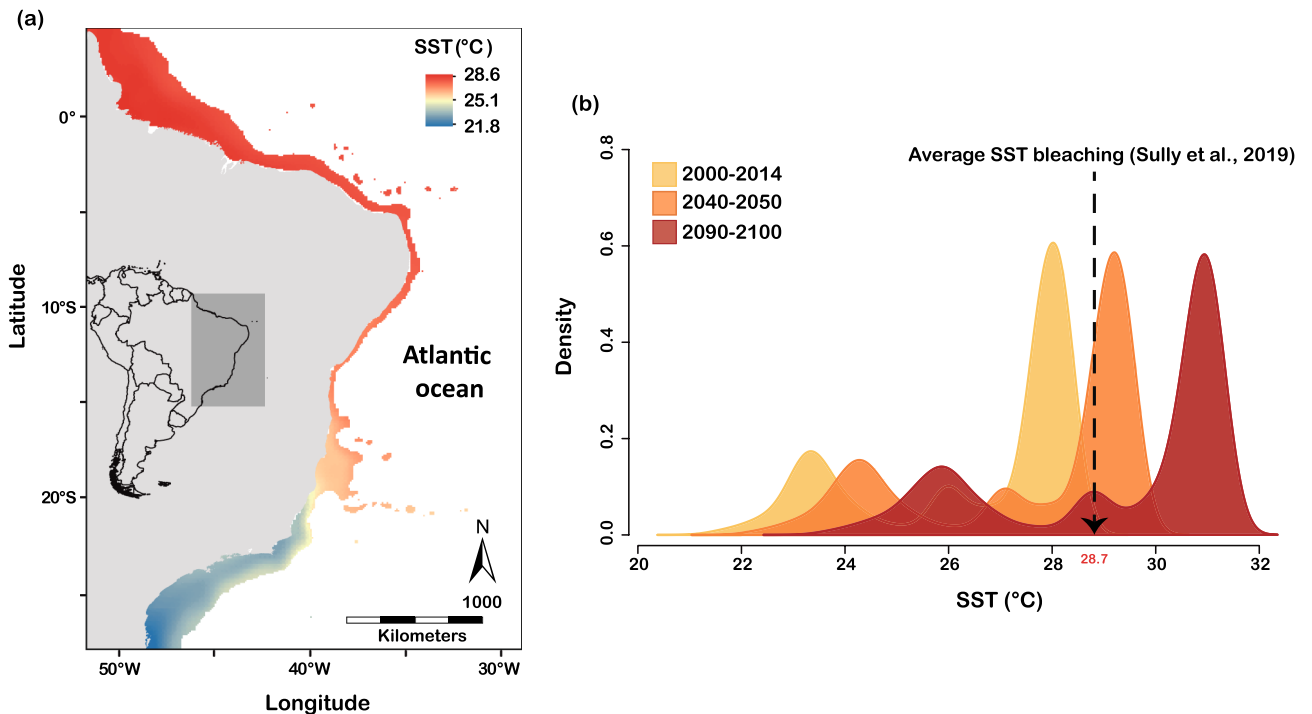 (a)
SST (°C)
28.6
25.1
21.8
0°
10°S
20°S
Latitude
Atlantic
ocean
N
1000
Kilometers
50°W
40°W
30°W
Longitude
(b)
Average SST bleaching (Sully et al., 2019)
2000-2014
2040-2050
2090-2100
0.8
0.6
0.4
0.2
0.0
Density
20
22
24
26
28
28.7
30
32
SST (°C)